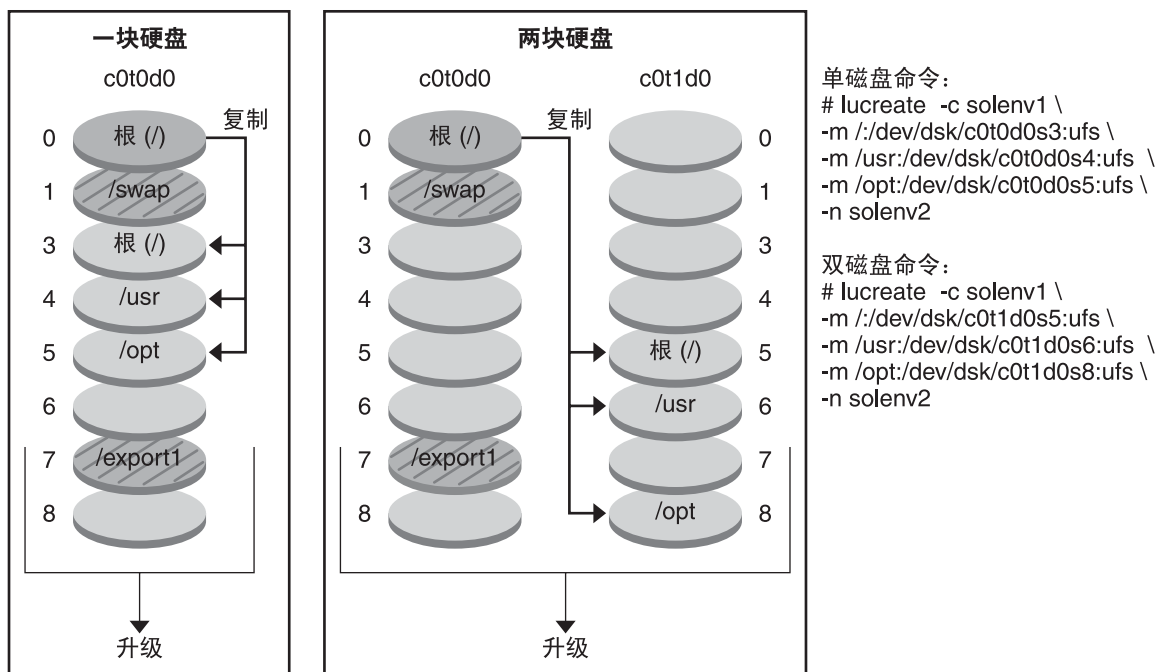 一块硬盘
c0t0d0
复制
0 根 (/)
1 /swap
3 根 (/)
4 /usr
5 /opt
6
7 /export1
8
升级
两块硬盘
c0t0d0 c0t1d0
复制
0 根 (/) 0
1 /swap 1
3 3
4 4
5 根 (/) 5
6 /usr 6
7 /export1 7
8 /opt 8
升级
单磁盘命令：
# lucreate -c solenv1 \
-m /:/dev/dsk/c0t0d0s3:ufs \
-m /usr:/dev/dsk/c0t0d0s4:ufs \
-m /opt:/dev/dsk/c0t0d0s5:ufs \
-n solenv2
双磁盘命令：
# lucreate -c solenv1 \
-m /:/dev/dsk/c0t1d0s5:ufs \
-m /usr:/dev/dsk/c0t1d0s6:ufs \
-m /opt:/dev/dsk/c0t1d0s8:ufs \
-n solenv2